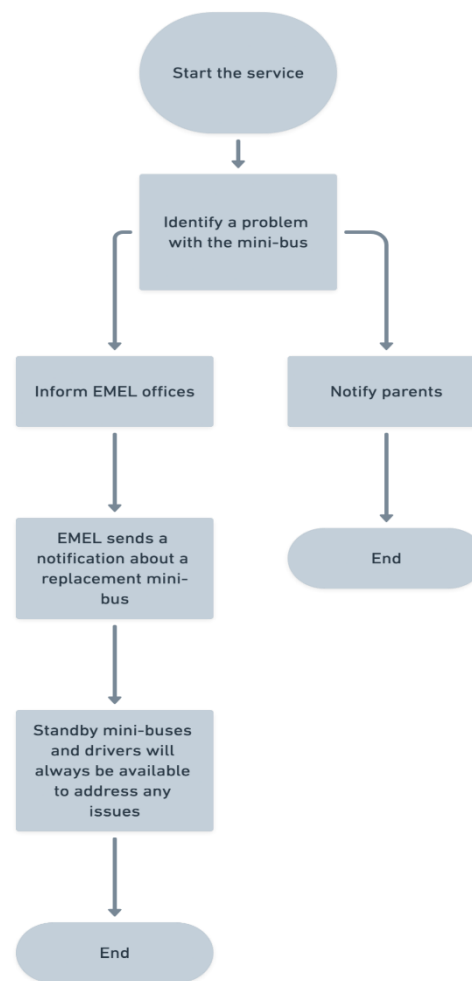 Start the service
Identify a problem
with the mini-bus
Inform EMEL offices
Notify parents
EMEL sends a
notification about a
replacement mini-
bus
End
Standby mini-buses
and drivers will
always be available
to address any
issues
End